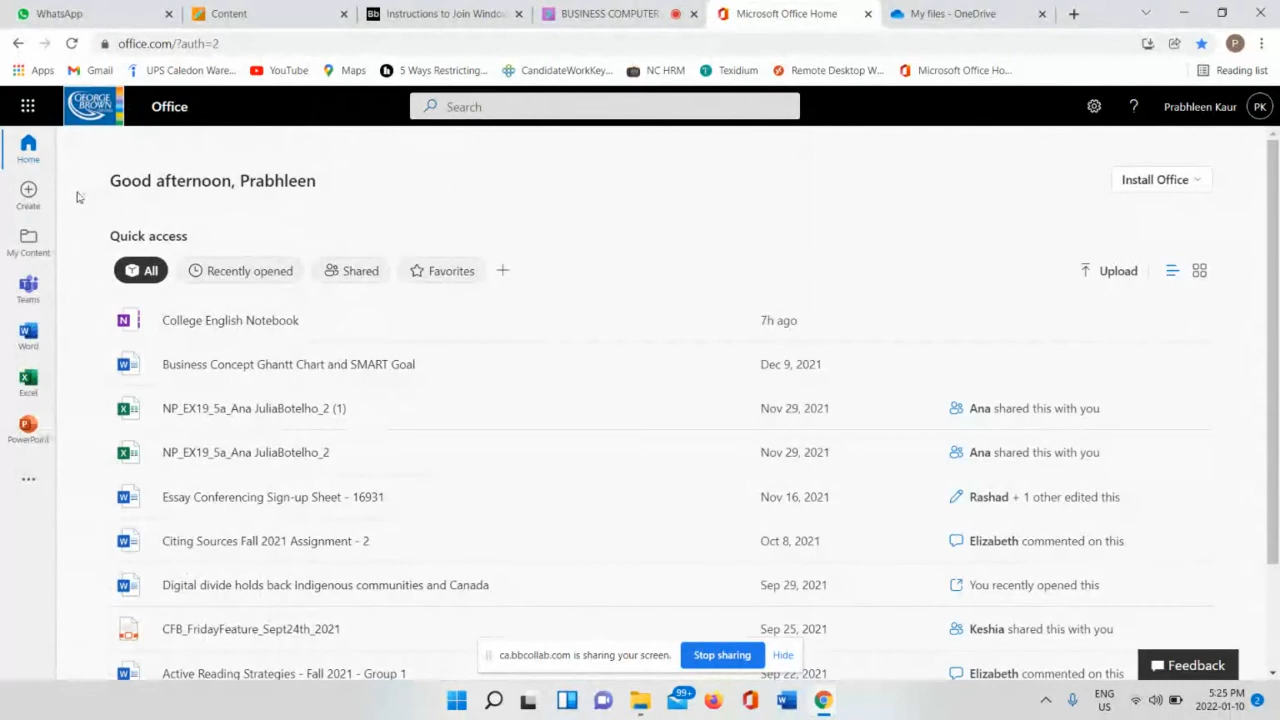 WhatsApp
Content
Bb Instructions to Join Windo
BUSINESS COMPUTER
Microsoft Office Home
My files - OneDrive
office.com/?auth=2
P
Apps
Gmail
UPS Caledon Ware...
YouTube
Maps
5 Ways Restricting...
CandidateWorkKey...
NC HRM
Texidium
Remote Desktop W...
Microsoft Office Ho...
Reading list
GEORGE BROWN
Office
Search
?
Prabhleen Kaur
PK
Home
Create
My Content
Teams
Word
Excel
PowerPoint
Good afternoon, Prabhleen
Install Office
Quick access
All
Recently opened
Shared
Favorites
Upload
College English Notebook 7h ago
Business Concept Ghantt Chart and SMART Goal Dec 9, 2021
NP_EX19_5a_Ana JuliaBotelho_2 (1) Nov 29, 2021 Ana shared this with you
NP_EX19_5a_Ana JuliaBotelho_2 Nov 29, 2021 Ana shared this with you
Essay Conferencing Sign-up Sheet - 16931 Nov 16, 2021 Rashad + 1 other edited this
Citing Sources Fall 2021 Assignment - 2 Oct 8, 2021 Elizabeth commented on this
Digital divide holds back Indigenous communities and Canada Sep 29, 2021 You recently opened this
CFB_FridayFeature_Sept24th_2021 Sep 25, 2021 Keshia shared this with you
Active Reading Strategies - Fall 2021 - Group 1 Sep 22, 2021 Elizabeth commented on this
ca.bbcollab.com is sharing your screen.
Stop sharing
Hide
Feedback
99+
ENG
US
5:25 PM
2022-01-10
2